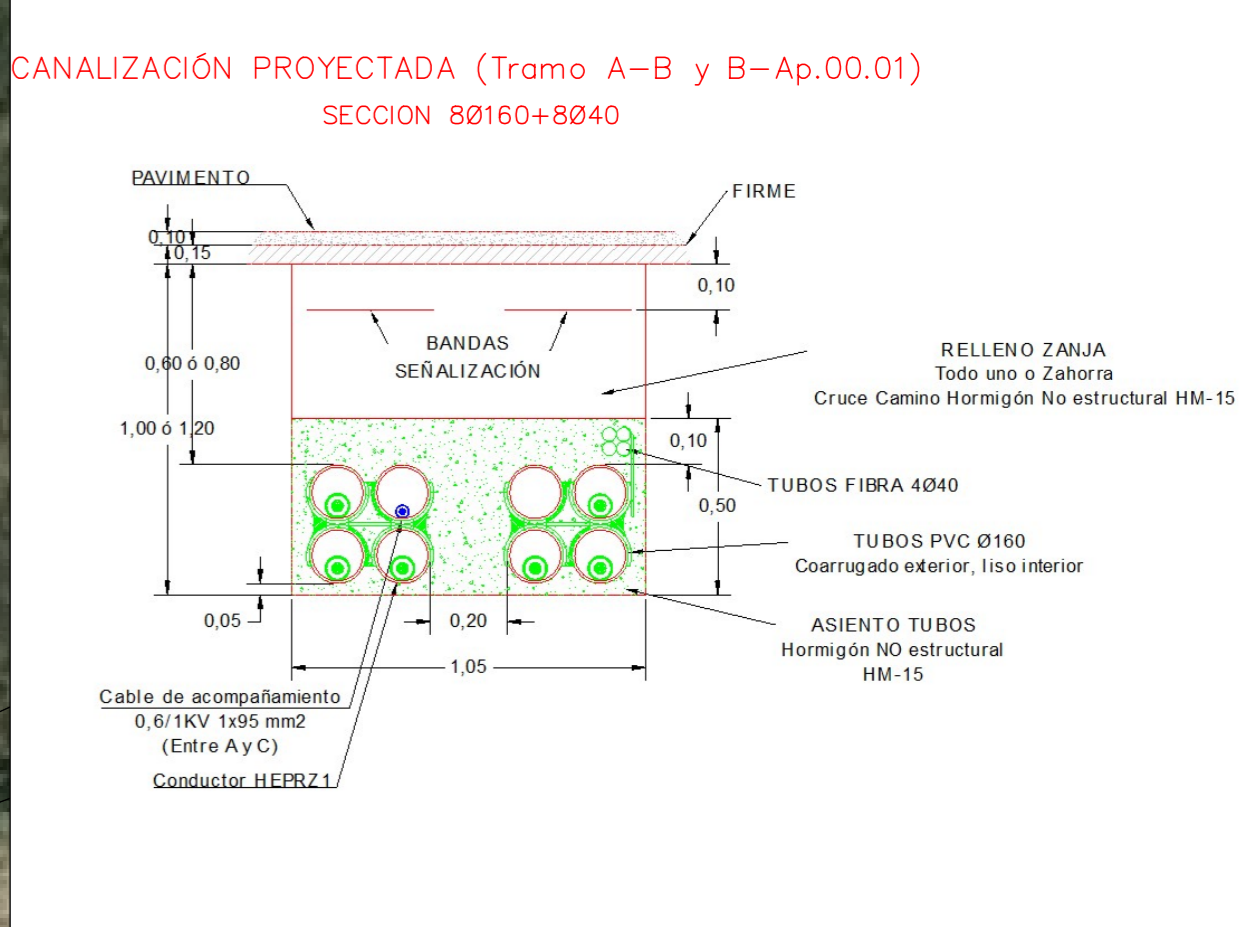 CANALIZACIÓN PROYECTADA (Tramo A-B y B-Ap.00.01)
SECCION 8Ø160+8Ø40
PAVIMENTO
FIRME
0,10
0,15
0,10
BANDAS
SEÑALIZACIÓN
0,60 ó 0,80
RELLENO ZANJA
Todo uno o Zahorra
Cruce Camino Hormigón No estructural HM-15
1,00 ó 1,20
0,10
TUBOS FIBRA 4Ø40
0,50
TUBOS PVC Ø160
Coarrugado exterior, liso interior
0,05
0,20
ASIENTO TUBOS
Hormigón NO estructural
HM-15
1,05
Cable de acompañamiento
0,6/1KV 1x95 mm2
(Entre A y C)
Conductor HEPRZ1